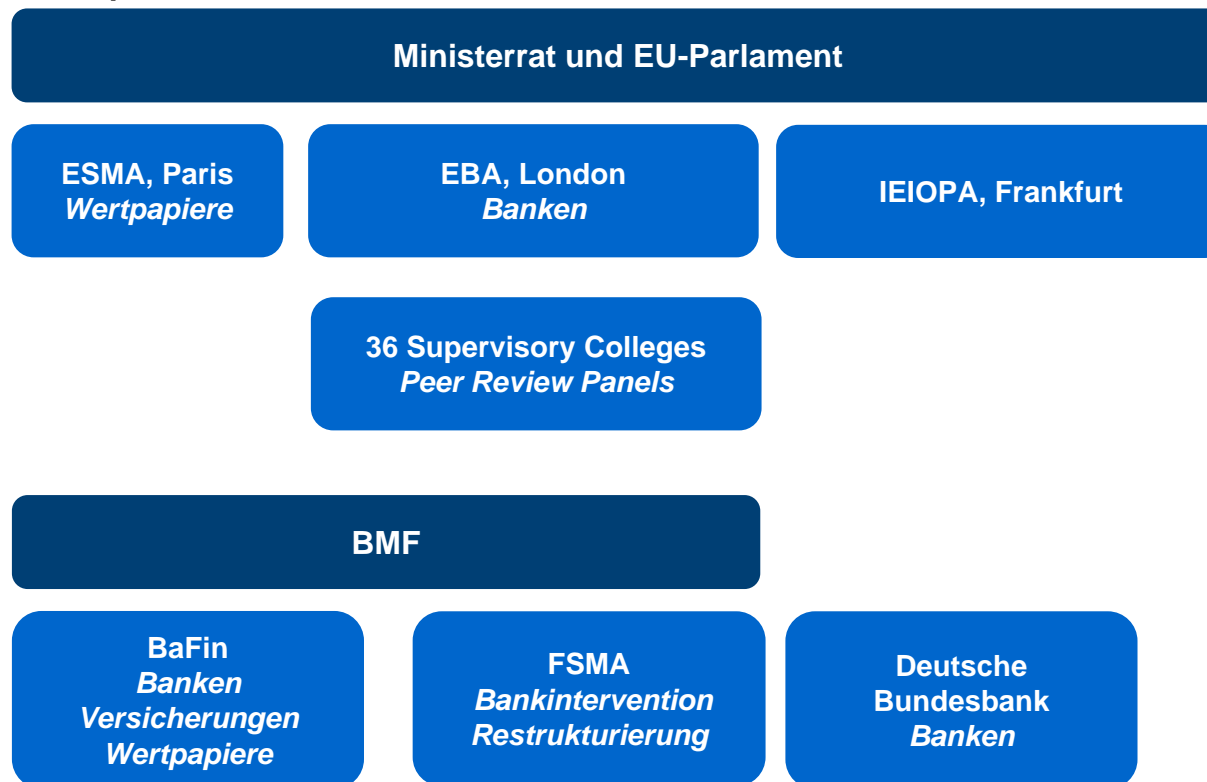 Ministerrat und EU-Parlament
ESMA, Paris
Wertpapiere
EBA, London
Banken
IEIOPA, Frankfurt
36 Supervisory Colleges
Peer Review Panels
BMF
BaFin
Banken
Versicherungen
Wertpapiere
FSMA
Bankintervention
Restrukturierung
Deutsche
Bundesbank
Banken